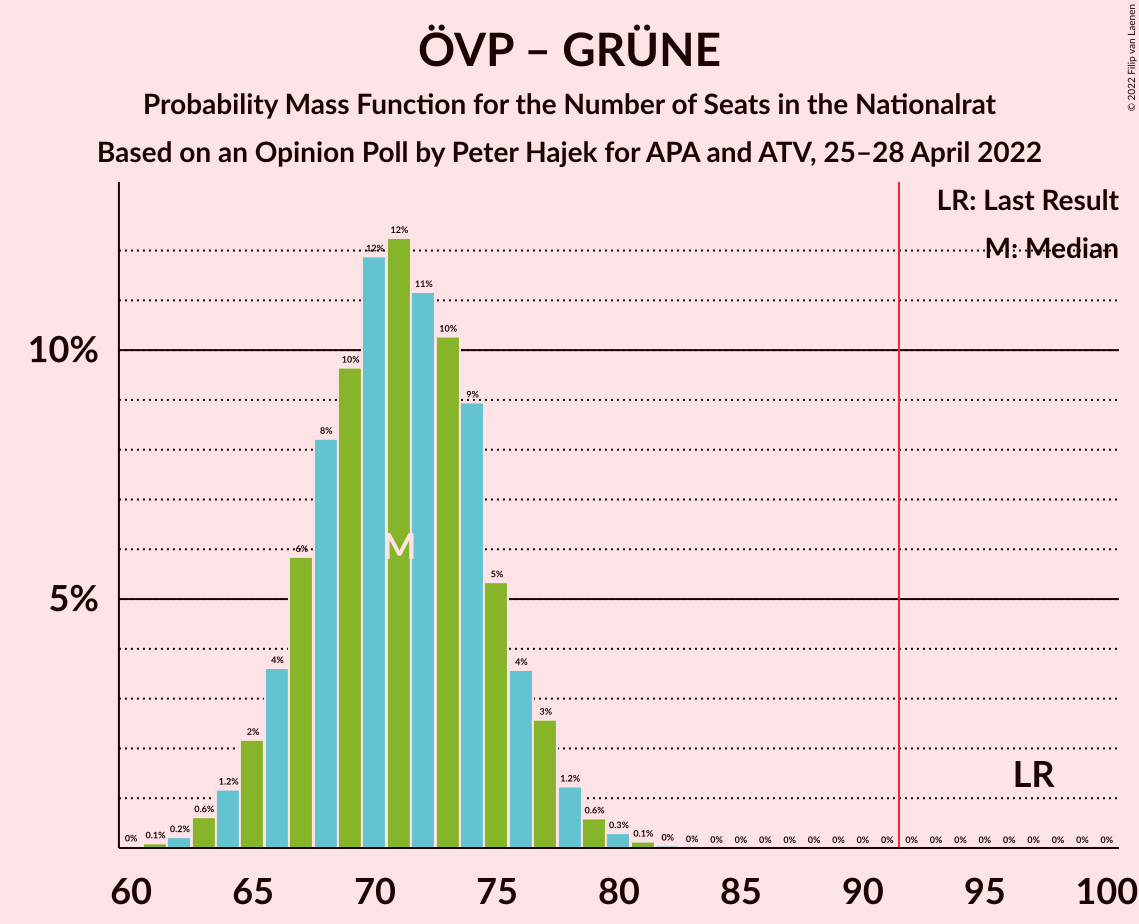 ÖVP – GRÜNE
Probability Mass Function for the Number of Seats in the Nationalrat
Based on an Opinion Poll by Peter Hajek for APA and ATV, 25–28 April 2022
© 2022 Filip van Laenen
LR: Last Result
M: Median
10%
5%
0% 0.1% 0.2% 0.6% 1.2% 2% 4% 6% 8% 10% 12% 12% 11% 10% 9% 5% 4% 3% 1.2% 0.6% 0.3% 0.1% 0% 0% 0% 0% 0% 0% 0% 0% 0% 0% 0% 0% 0% 0% 0% 0% 0% 0% 0%
M
LR
60 65 70 75 80 85 90 95 100